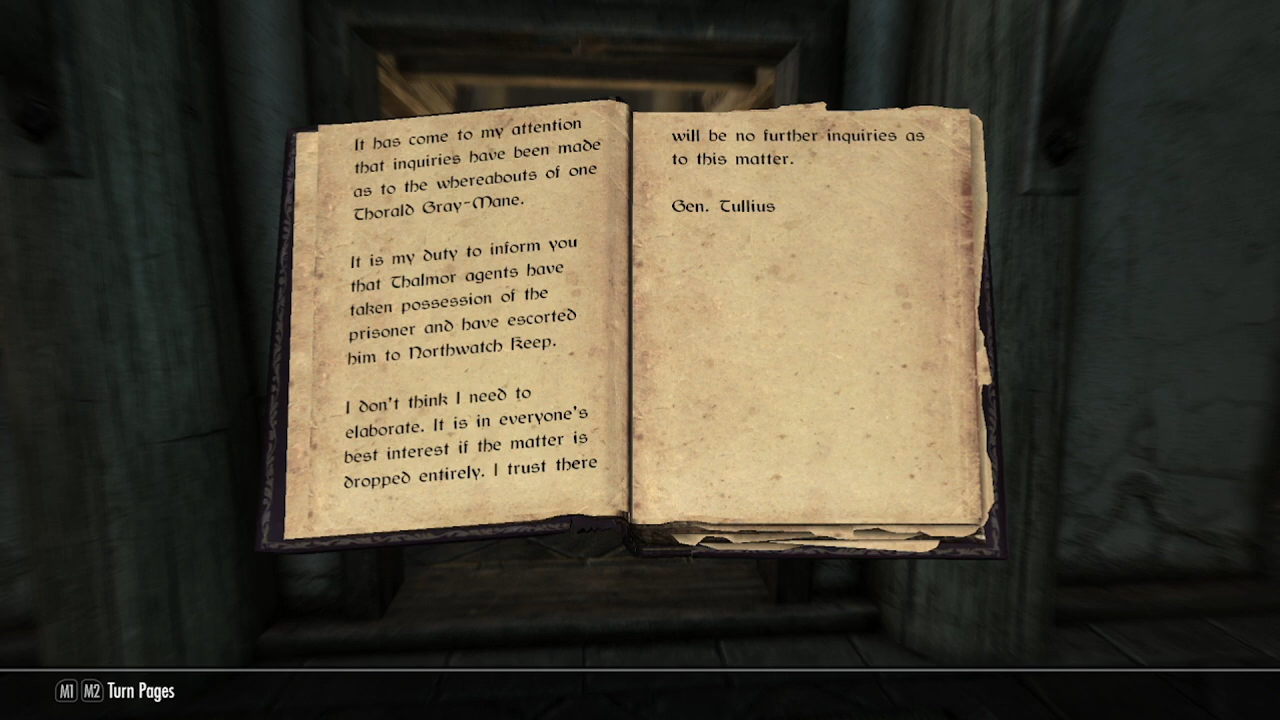 It has come to my attention
that inquiries have been made
as to the whereabouts of one
Thorald Gray-Mane.
It is my duty to inform you
that Thalmor agents have
taken possession of the
prisoner and have escorted
him to Northwatch Keep.
I don't think I need to
elaborate. It is in everyone's
best interest if the matter is
dropped entirely. I trust there
will be no further inquiries as
to this matter.
Gen. Tullius
M1 M2 Turn Pages